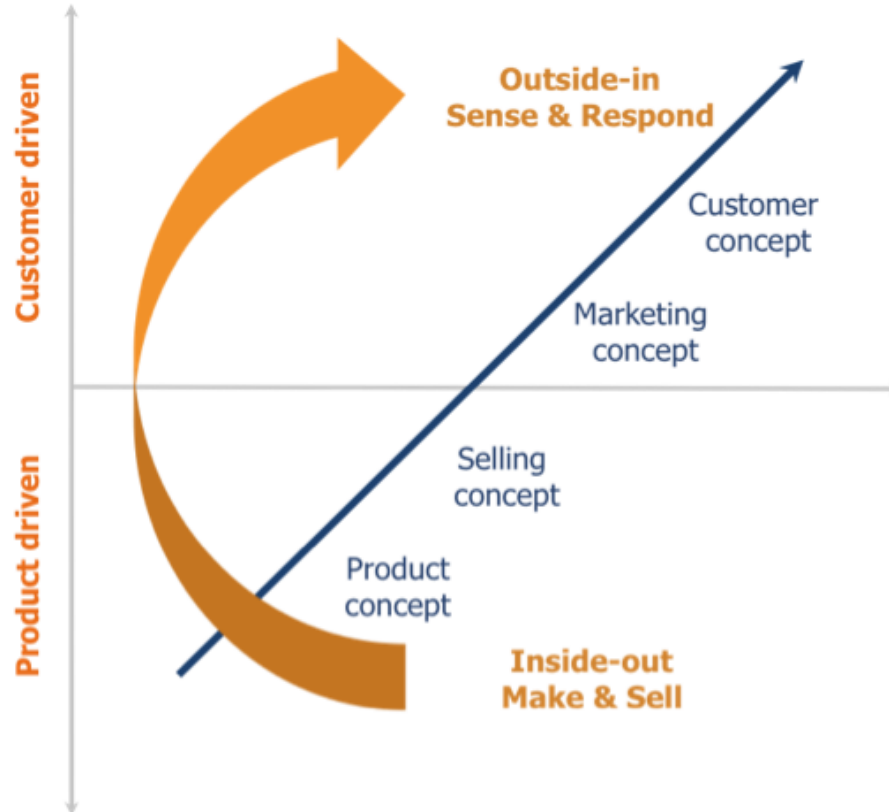 Customer driven
Product driven
Outside-in
Sense & Respond
Customer
concept
Marketing
concept
Selling
concept
Product
concept
Inside-out
Make & Sell